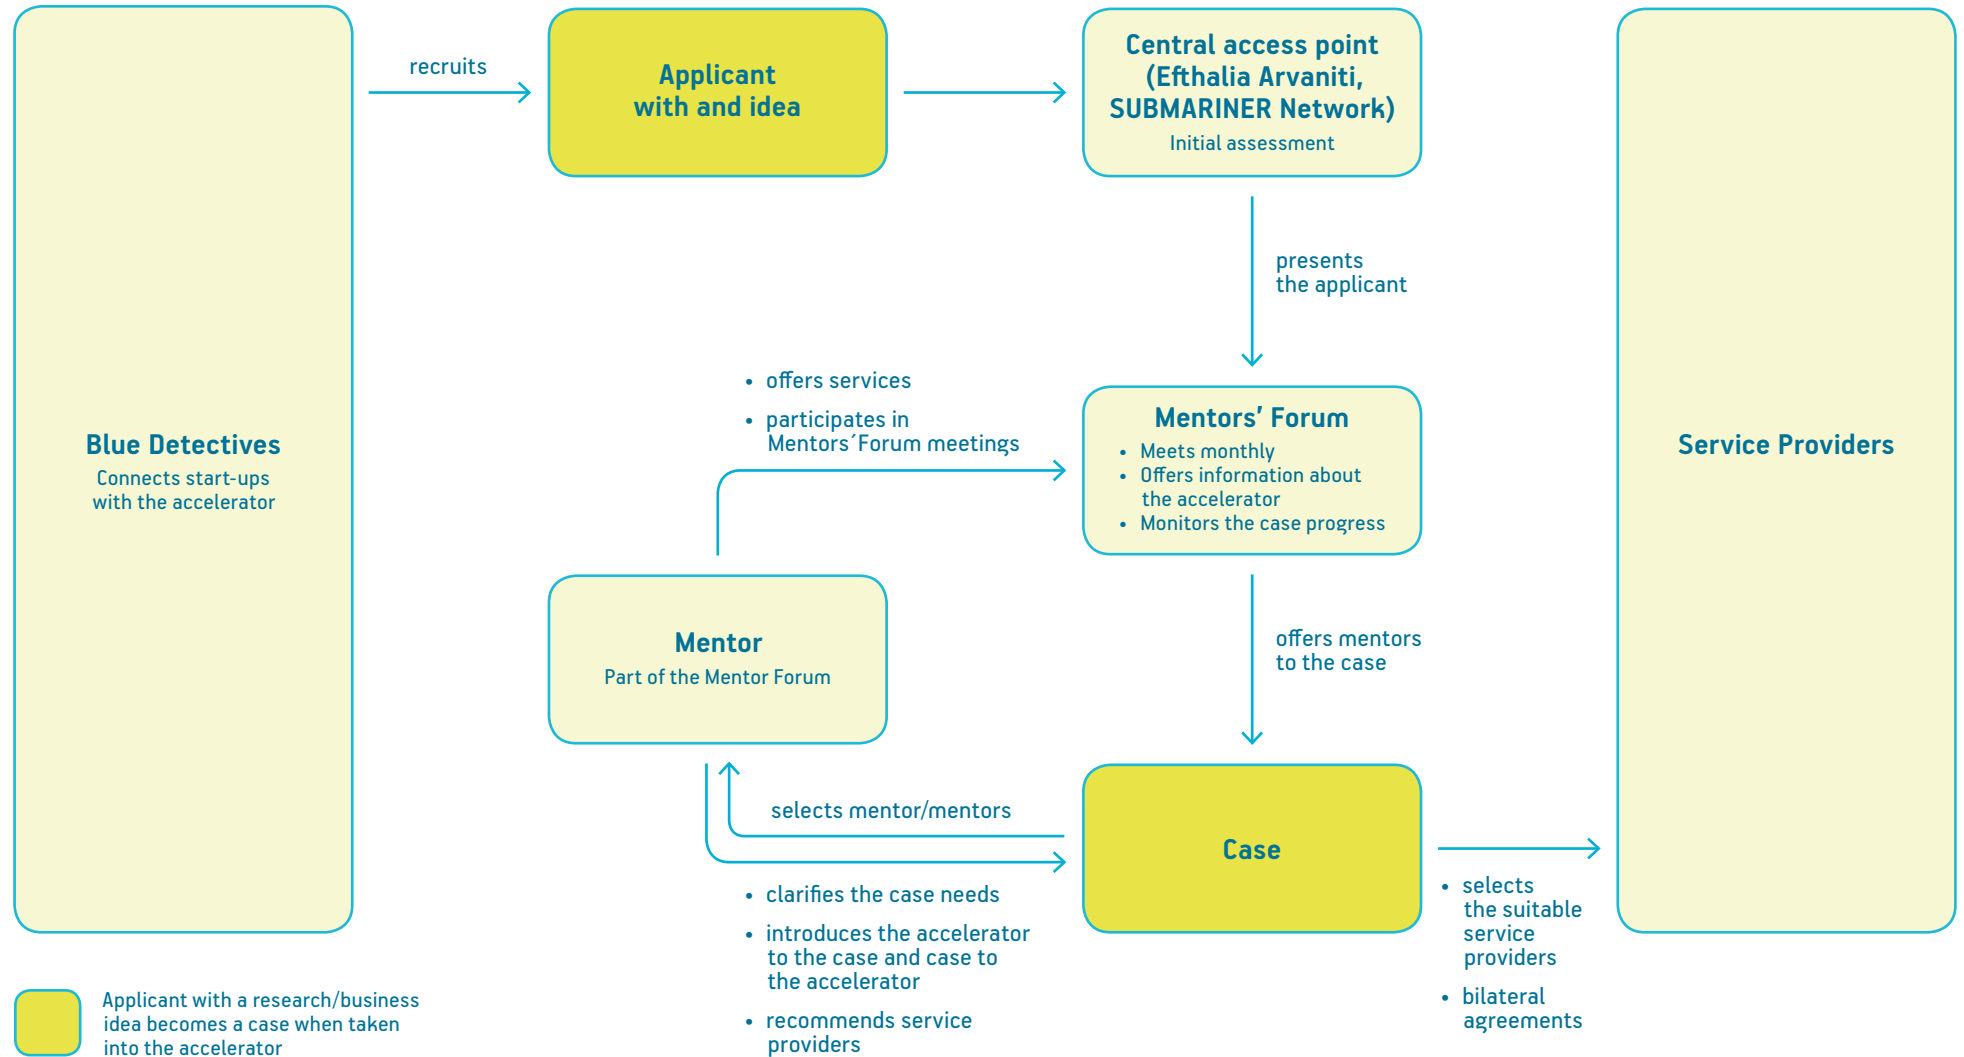 Blue Detectives
Connects start-ups
with the accelerator
recruits
Applicant
with and idea
Central access point
(Efthalia Arvaniti,
SUBMARINER Network)
Initial assessment
presents
the applicant
• offers services
• participates in
Mentors´Forum meetings
Mentors’ Forum
• Meets monthly
• Offers information about
the accelerator
• Monitors the case progress
Mentor
Part of the Mentor Forum
offers mentors
to the case
selects mentor/mentors
Case
• clarifies the case needs
• introduces the accelerator
to the case and case to
the accelerator
• recommends service
providers
• selects
the suitable
service
providers
• bilateral
agreements
Service Providers
Applicant with a research/business
idea becomes a case when taken
into the accelerator